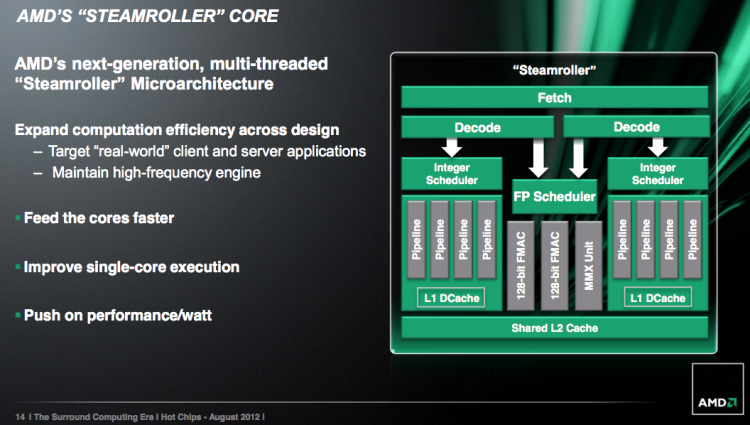 AMD'S "STEAMROLLER" CORE
AMD's next-generation, multi-threaded
"Steamroller" Microarchitecture
Expand computation efficiency across design
– Target "real-world" client and server applications
– Maintain high-frequency engine
▪ Feed the cores faster
▪ Improve single-core execution
▪ Push on performance/watt
"Steamroller"
Fetch
Decode
Decode
Integer
Scheduler
FP Scheduler
Integer
Scheduler
Pipeline
Pipeline
Pipeline
Pipeline
L1 DCache
128-bit FMAC
128-bit FMAC
MMX Unit
Pipeline
Pipeline
Pipeline
Pipeline
L1 DCache
Shared L2 Cache
14 | The Surround Computing Era | Hot Chips - August 2012 |
AMD